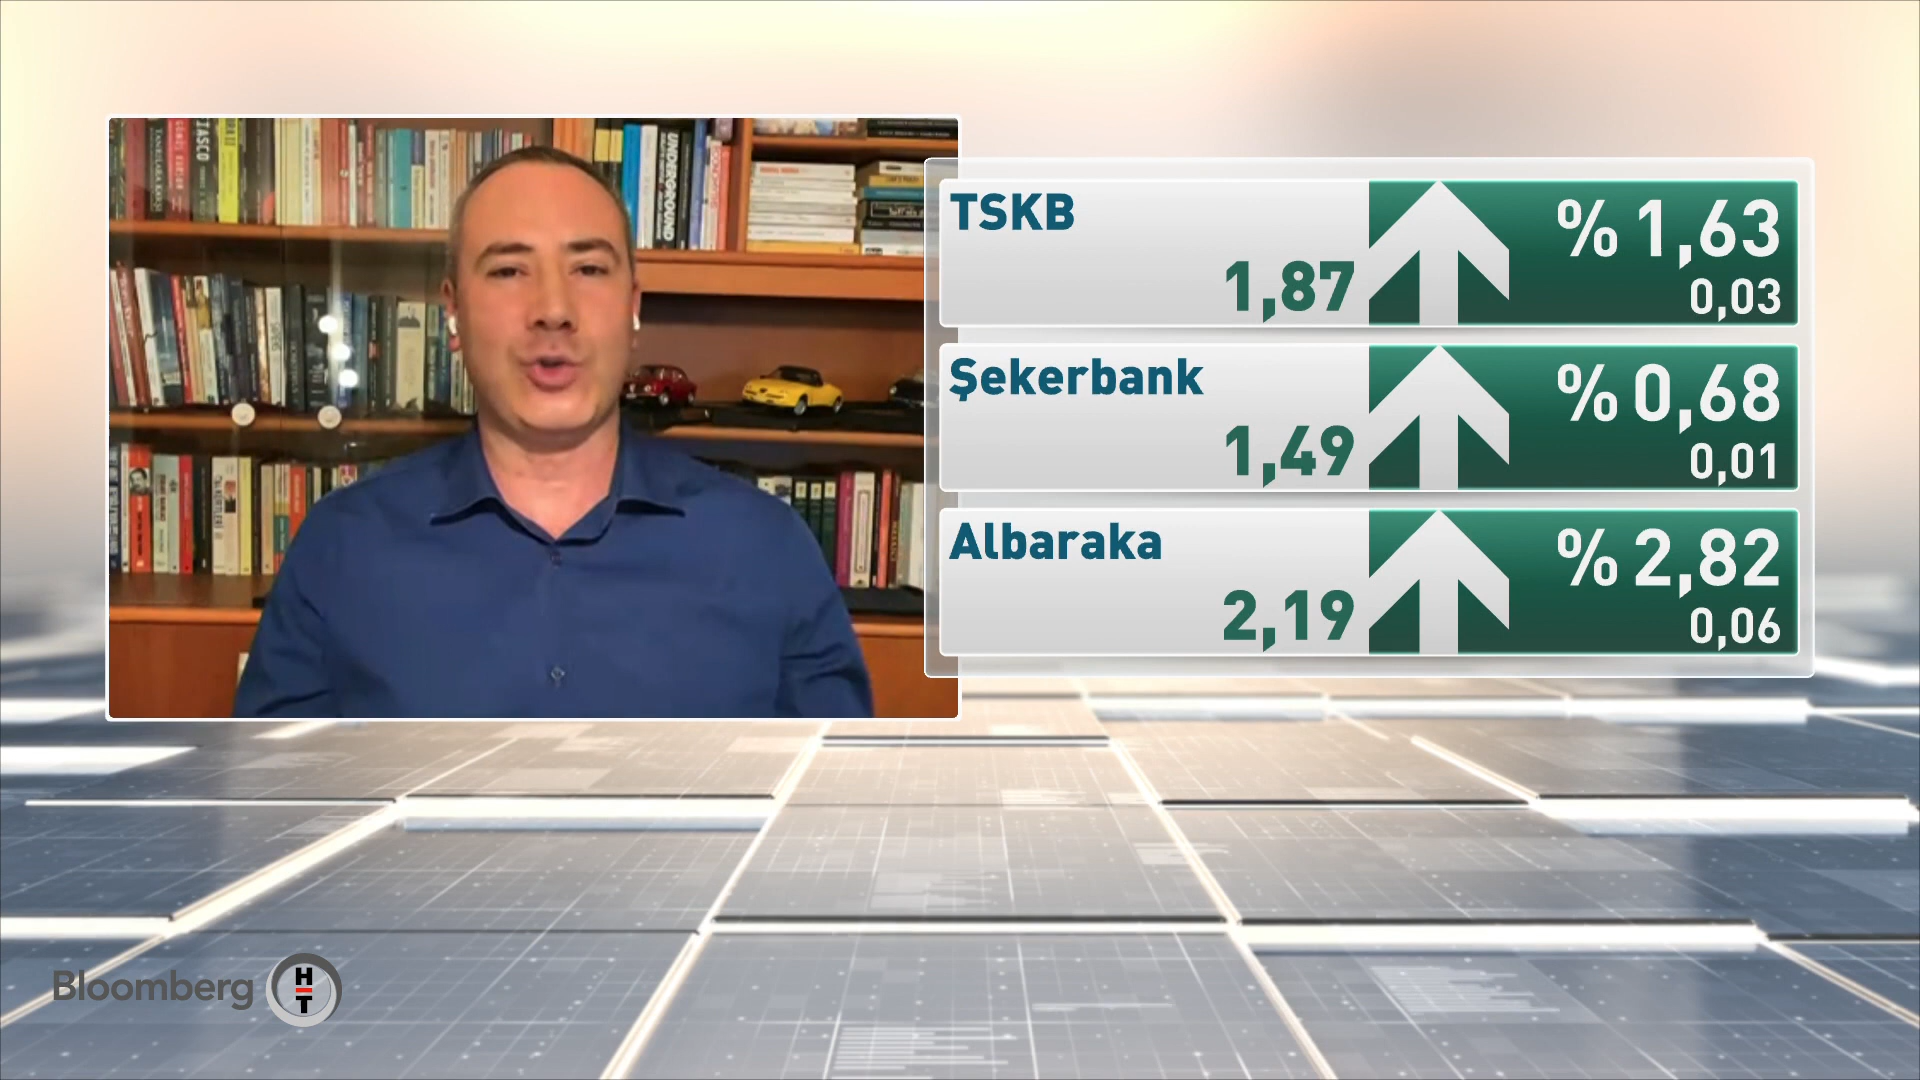 TSKB
1,87
% 1,63
0,03
Şekerbank
1,49
% 0,68
0,01
Albaraka
2,19
% 2,82
0,06
UNDERGROUND
Bloomberg HT